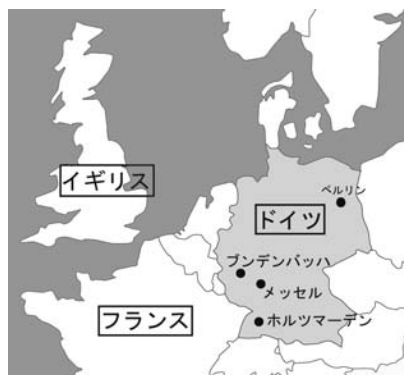 イギリス
ベルリン
ドイツ
ブンデンバッハ
メッセル
フランス
ホルツマーデン